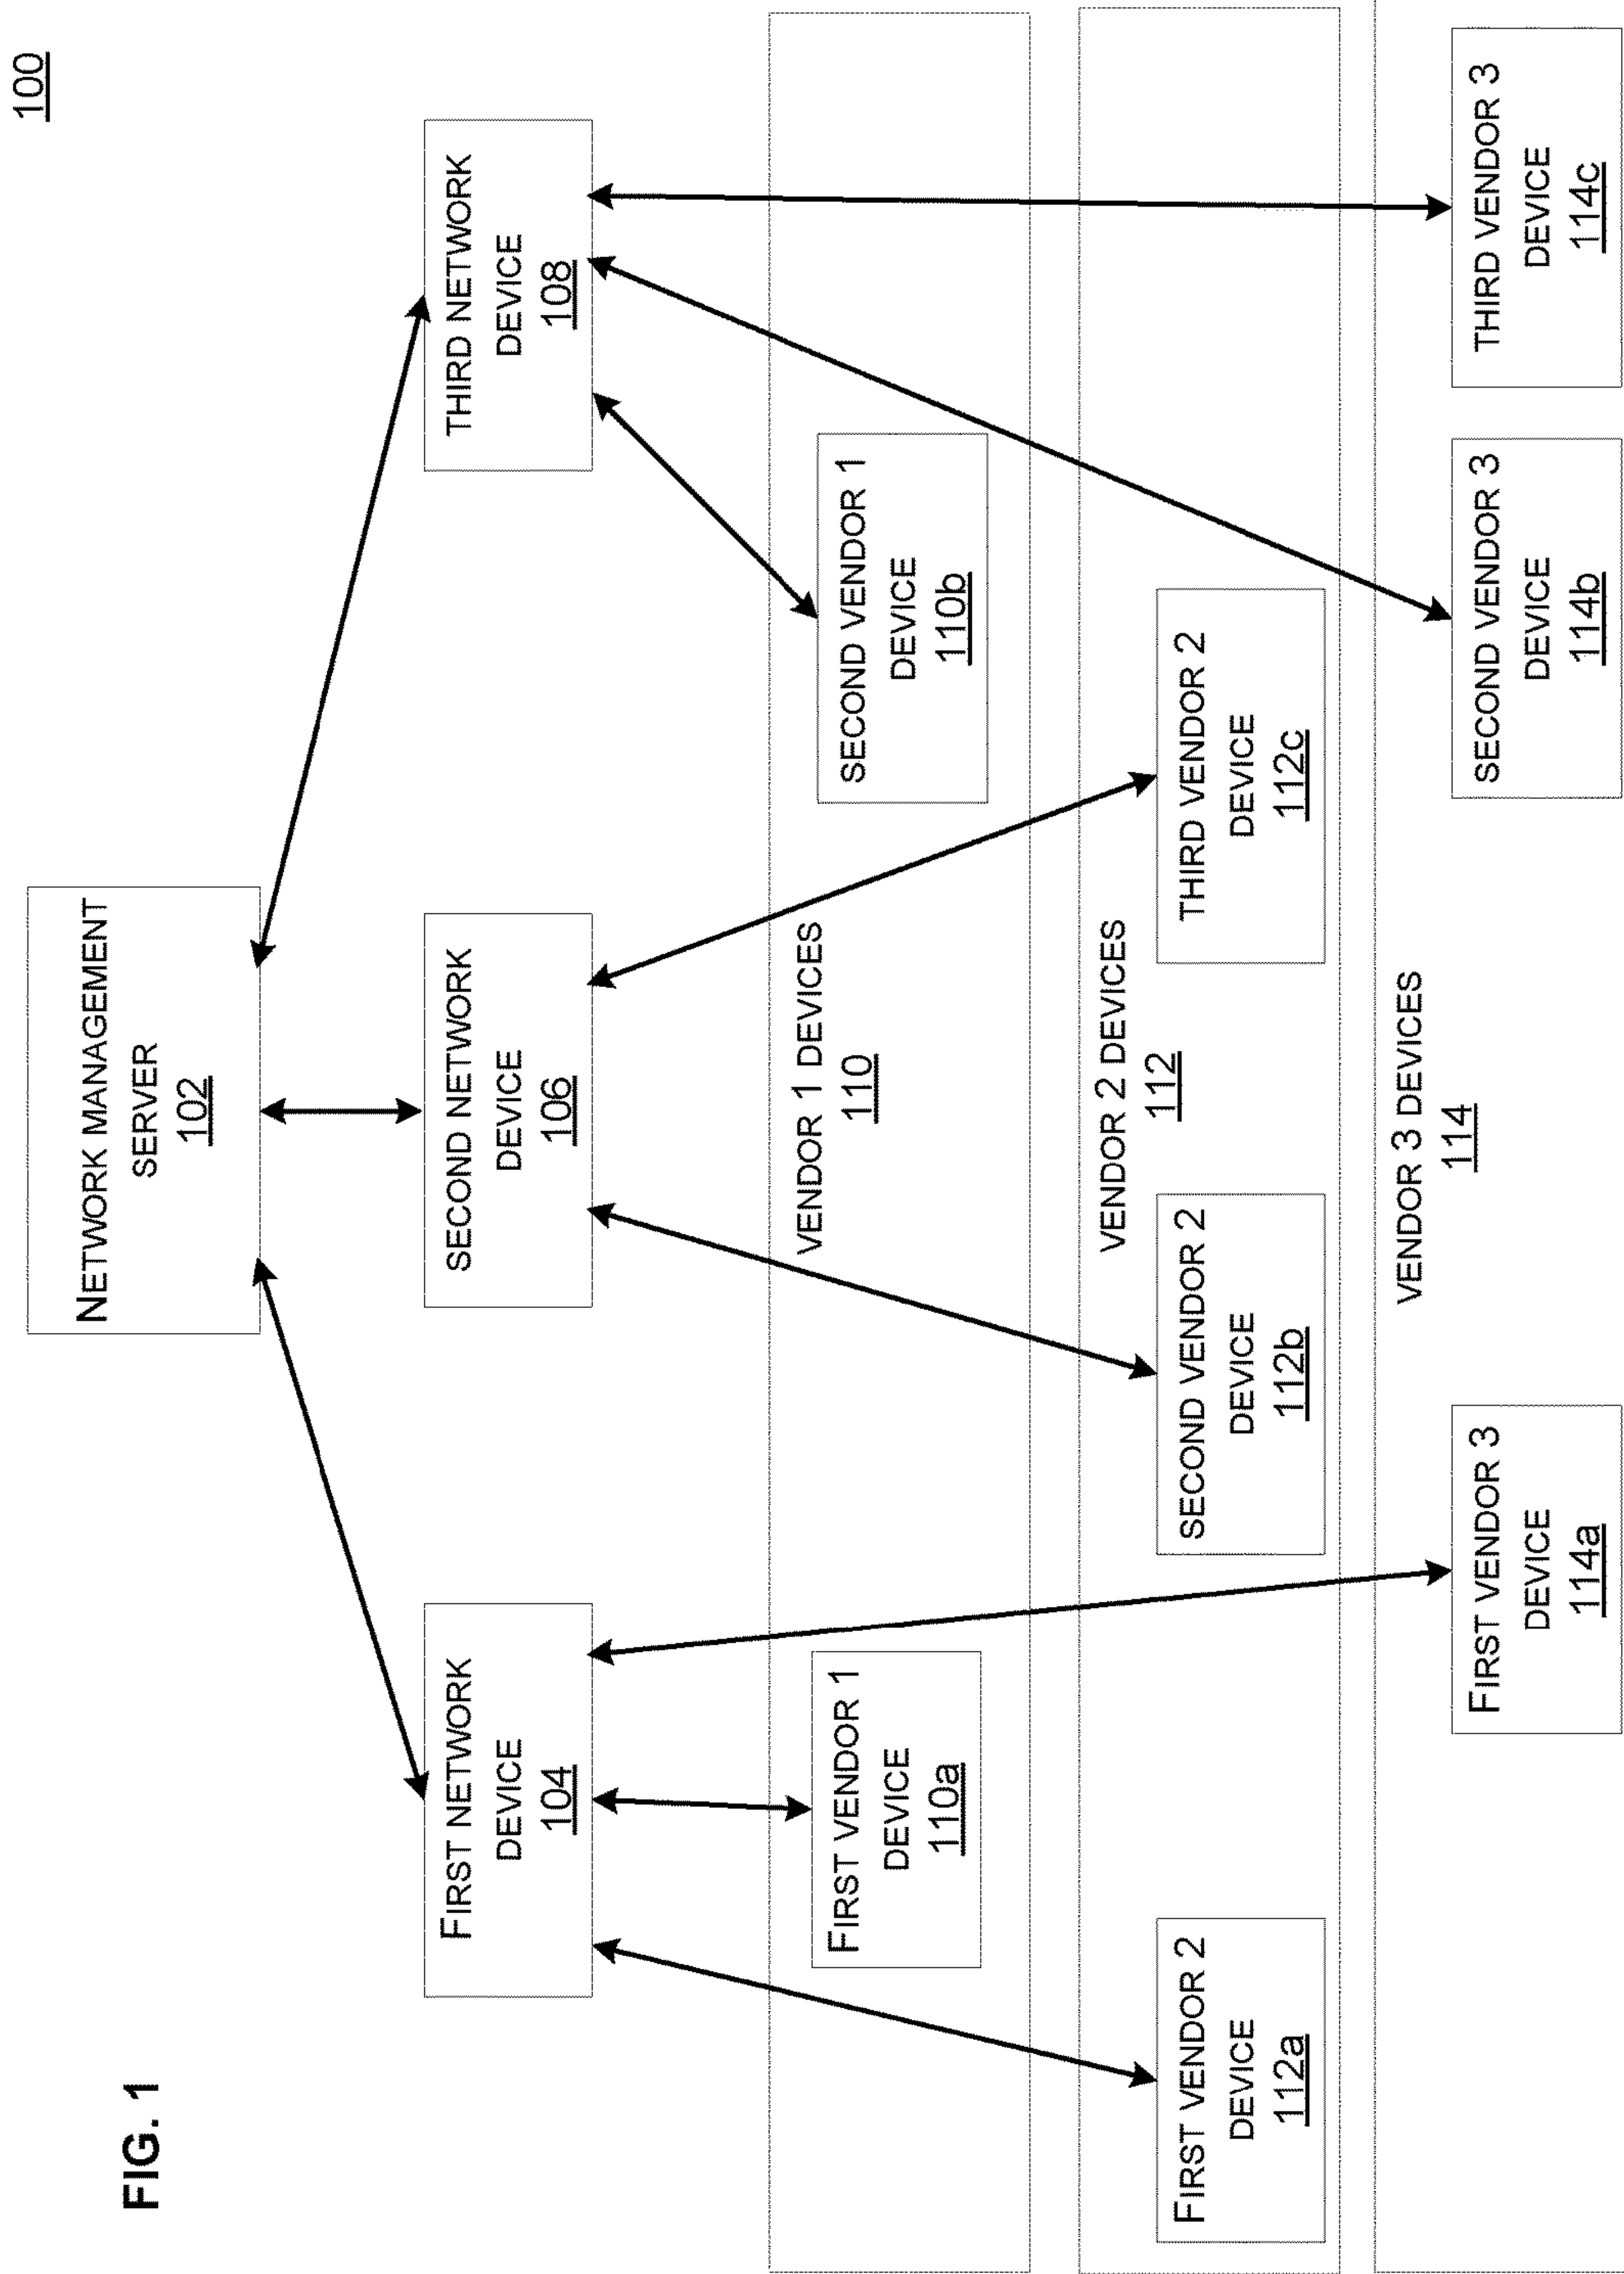 FIG. 1
100
NETWORK MANAGEMENT
SERVER
102
FIRST NETWORK
DEVICE
104
SECOND NETWORK
DEVICE
106
THIRD NETWORK
DEVICE
108
VENDOR 1 DEVICES
110
FIRST VENDOR 1
DEVICE
110a
SECOND VENDOR 1
DEVICE
110b
VENDOR 2 DEVICES
112
FIRST VENDOR 2
DEVICE
112a
SECOND VENDOR 2
DEVICE
112b
THIRD VENDOR 2
DEVICE
112c
VENDOR 3 DEVICES
114
FIRST VENDOR 3
DEVICE
114a
SECOND VENDOR 3
DEVICE
114b
THIRD VENDOR 3
DEVICE
114c